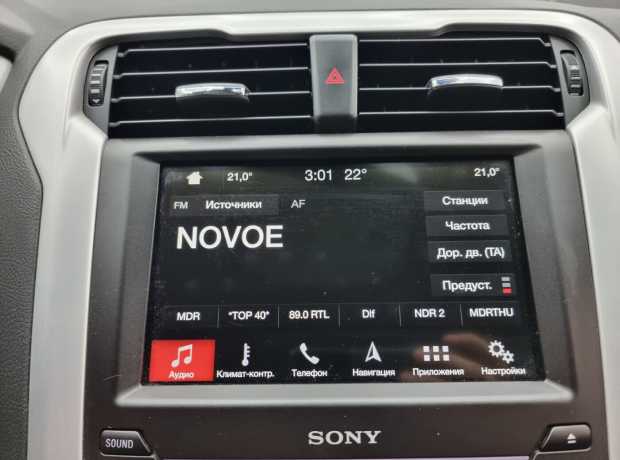 21,0° 3:01 22° 21,0°
FM Источники AF Станции
NOVOE
Частота
Дор. дв. (TA)
Предуст.
MDR *TOP 40* 89.0 RTL Dlf NDR 2 MDRTHU
Аудио Климат-контр. Телефон Навигация Приложения Настройки
SOUND SONY